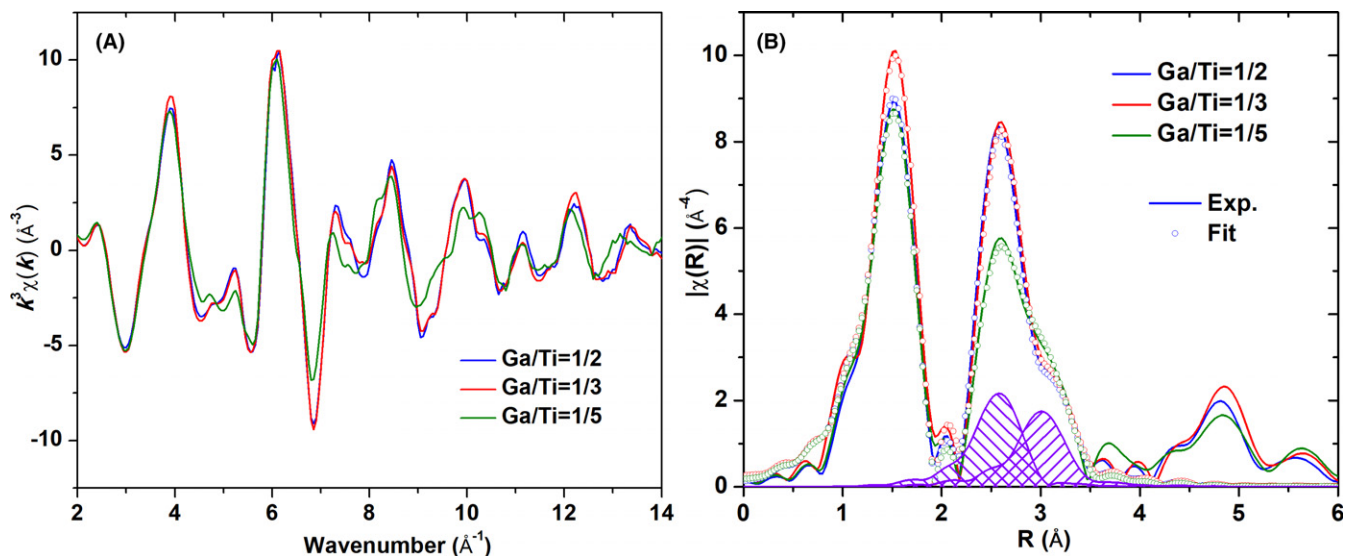 (A)
10
5
0
-5
-10
k³χ(k) (Å⁻³)
Ga/Ti=1/2
Ga/Ti=1/3
Ga/Ti=1/5
2 4 6 8 10 12 14
Wavenumber (Å⁻¹)
(B)
10
8
6
4
2
0
|χ(R)| (Å⁻⁴)
Ga/Ti=1/2
Ga/Ti=1/3
Ga/Ti=1/5
Exp.
Fit
0 1 2 3 4 5 6
R (Å)